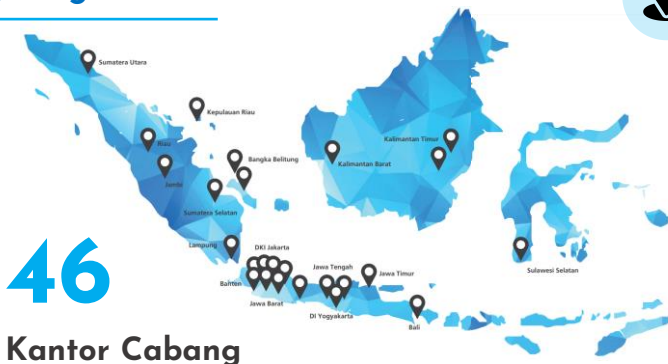 Sumatera Utara
Kepulauan Riau
Riau
Jambi
Bangka Belitung
Sumatera Selatan
Lampung
Kalimantan Timur
Kalimantan Barat
Sulawesi Selatan
DKI Jakarta
Banten
Jawa Barat
Jawa Tengah
DI Yogyakarta
Jawa Timur
Bali
46
Kantor Cabang